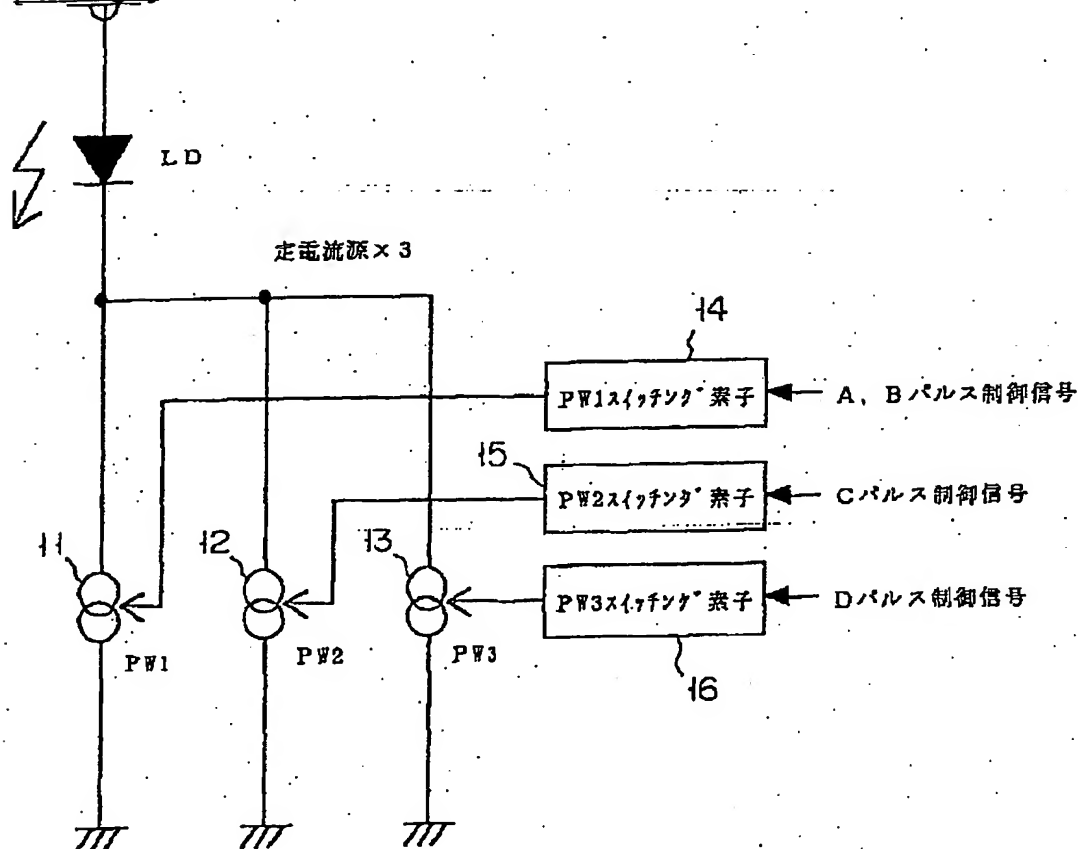 LD
定電流源×3
14
PW1スイッチング素子
A、Bパルス制御信号
15
PW2スイッチング素子
Cパルス制御信号
11
12
13
PW3スイッチング素子
Dパルス制御信号
PW1
PW2
PW3
16